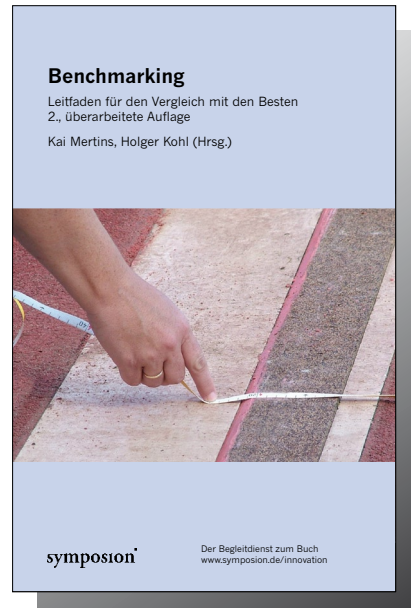 Benchmarking
Leitfaden für den Vergleich mit den Besten
2., überarbeitete Auflage
Kai Mertins, Holger Kohl (Hrsg.)
symposion
Der Begleitdienst zum Buch
www.symposion.de/innovation